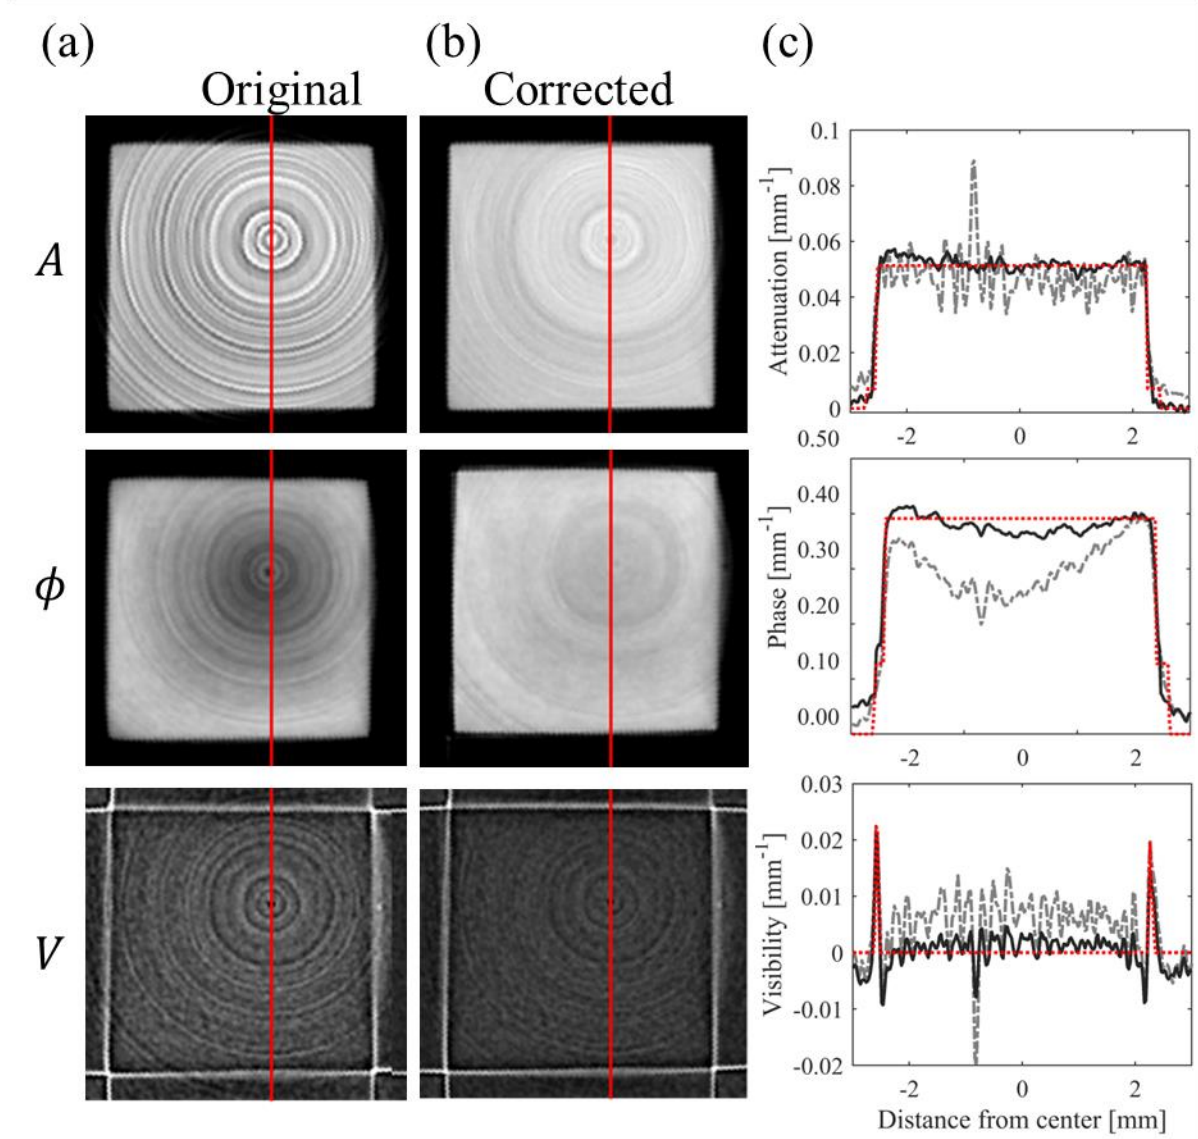 (a) (b) (c)
Original Corrected
A
Attenuation [mm⁻¹]
0.1
0.08
0.06
0.04
0.02
0
-2 0 2
ϕ
Phase [mm⁻¹]
0.50
0.40
0.30
0.20
0.10
0.00
-2 0 2
V
Visibility [mm⁻¹]
0.03
0.02
0.01
0
-0.01
-0.02
-2 0 2
Distance from center [mm]